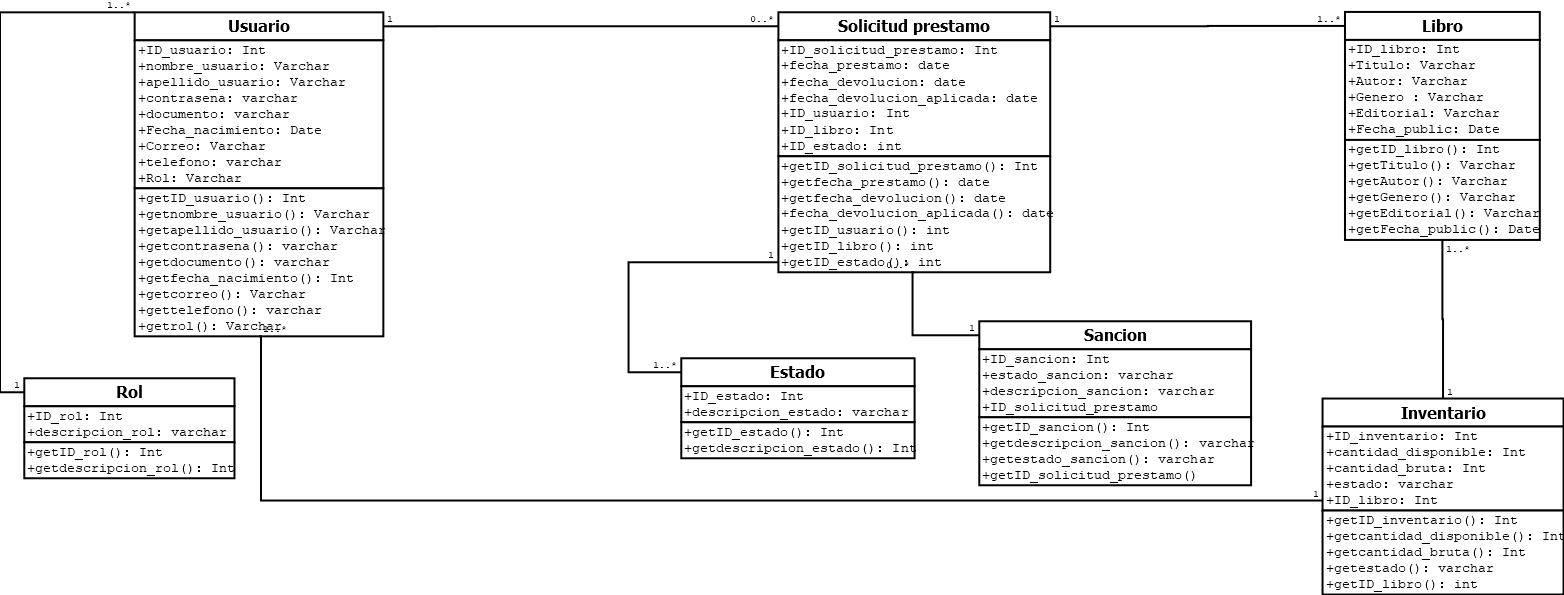 1..*
Usuario
+ID_usuario: Int
+nombre_usuario: Varchar
+apellido_usuario: Varchar
+contrasena: varchar
+documento: varchar
+Fecha_nacimiento: Date
+Correo: Varchar
+telefono: varchar
+Rol: Varchar
+getID_usuario(): Int
+getnombre_usuario(): Varchar
+getapellido_usuario(): Varchar
+getcontrasena(): varchar
+getdocumento(): varchar
+getfecha_nacimiento(): Int
+getcorreo(): Varchar
+gettelefono(): varchar
+getrol(): Varchar
1
0..*
Solicitud prestamo
+ID_solicitud_prestamo: Int
+fecha_prestamo: date
+fecha_devolucion: date
+fecha_devolucion_aplicada: date
+ID_usuario: Int
+ID_libro: Int
+ID_estado: int
+getID_solicitud_prestamo(): Int
+getfecha_prestamo(): date
+getfecha_devolucion(): date
+fecha_devolucion_aplicada(): date
+getID_usuario(): int
+getID_libro(): int
+getID_estado(): int
1
1..*
Libro
+ID_libro: Int
+Titulo: Varchar
+Autor: Varchar
+Genero : Varchar
+Editorial: Varchar
+Fecha_public: Date
+getID_libro(): Int
+getTitulo(): Varchar
+getAutor(): Varchar
+getGenero(): Varchar
+getEditorial(): Varchar
+getFecha_public(): Date
1..*
1
1
Rol
+ID_rol: Int
+descripcion_rol: varchar
+getID_rol(): Int
+getdescripcion_rol(): Int
1..*
Estado
+ID_estado: Int
+descripcion_estado: varchar
+getID_estado(): Int
+getdescripcion_estado(): Int
1
Sancion
+ID_sancion: Int
+estado_sancion: varchar
+descripcion_sancion: varchar
+ID_solicitud_prestamo
+getID_sancion(): Int
+getdescripcion_sancion(): varchar
+getestado_sancion(): varchar
+getID_solicitud_prestamo()
1
1
Inventario
+ID_inventario: Int
+cantidad_disponible: Int
+cantidad_bruta: Int
+estado: varchar
+ID_libro: Int
+getID_inventario(): Int
+getcantidad_disponible(): Int
+getcantidad_bruta(): Int
+getestado(): varchar
+getID_libro(): int